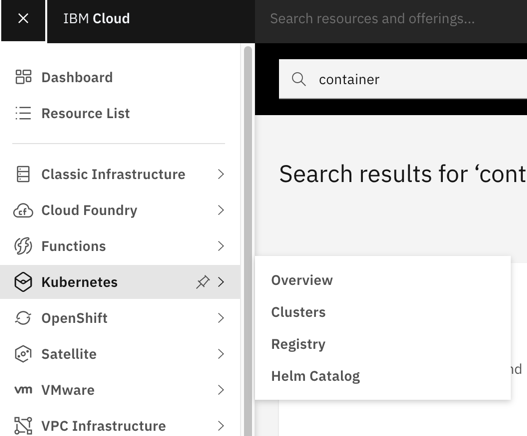 IBM Cloud
Search resources and offerings...
container
Dashboard
Resource List
Search results for ‘cont
Classic Infrastructure
Cloud Foundry
Functions
Kubernetes
Overview
Clusters
Registry
Helm Catalog
OpenShift
Satellite
vm VMware
VPC Infrastructure
nd